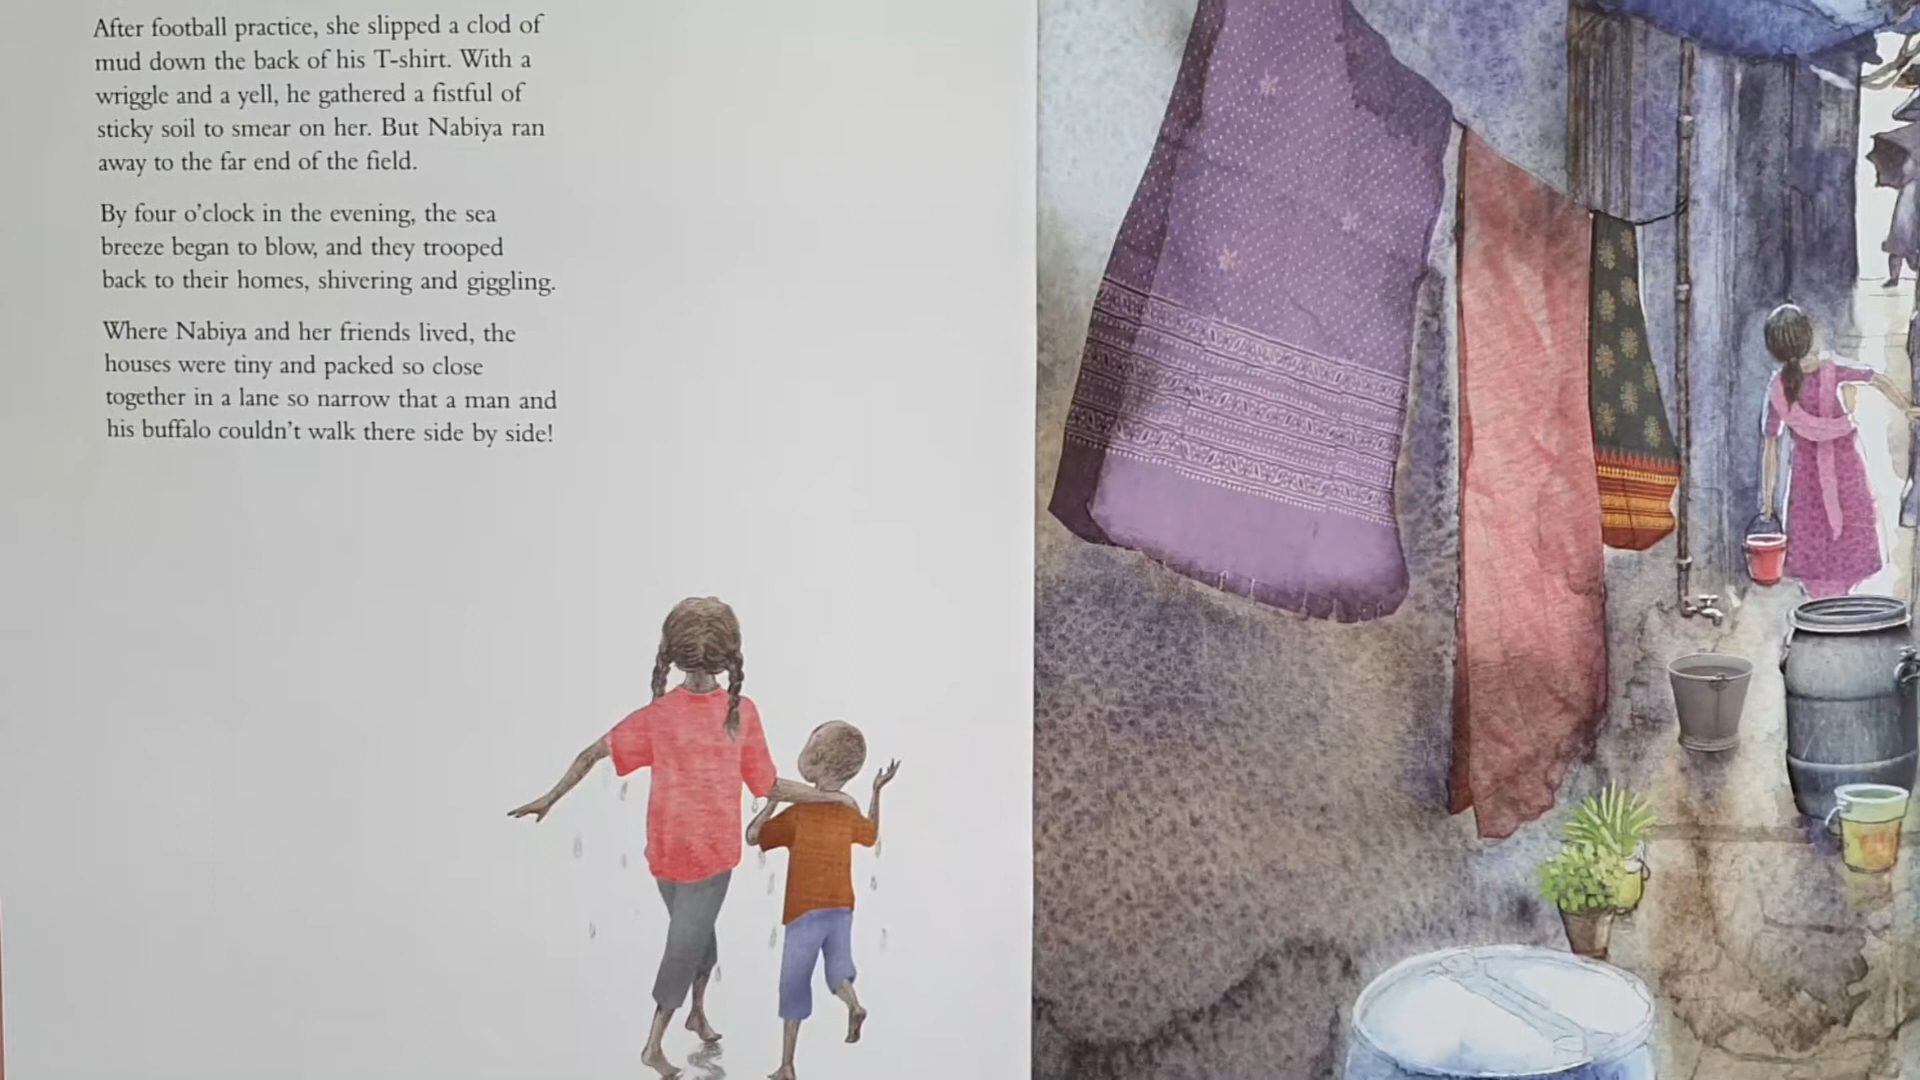 After football practice, she slipped a clod of
mud down the back of his T-shirt. With a
wriggle and a yell, he gathered a fistful of
sticky soil to smear on her. But Nabiya ran
away to the far end of the field.
By four o'clock in the evening, the sea
breeze began to blow, and they trooped
back to their homes, shivering and giggling.
Where Nabiya and her friends lived, the
houses were tiny and packed so close
together in a lane so narrow that a man and
his buffalo couldn't walk there side by side!